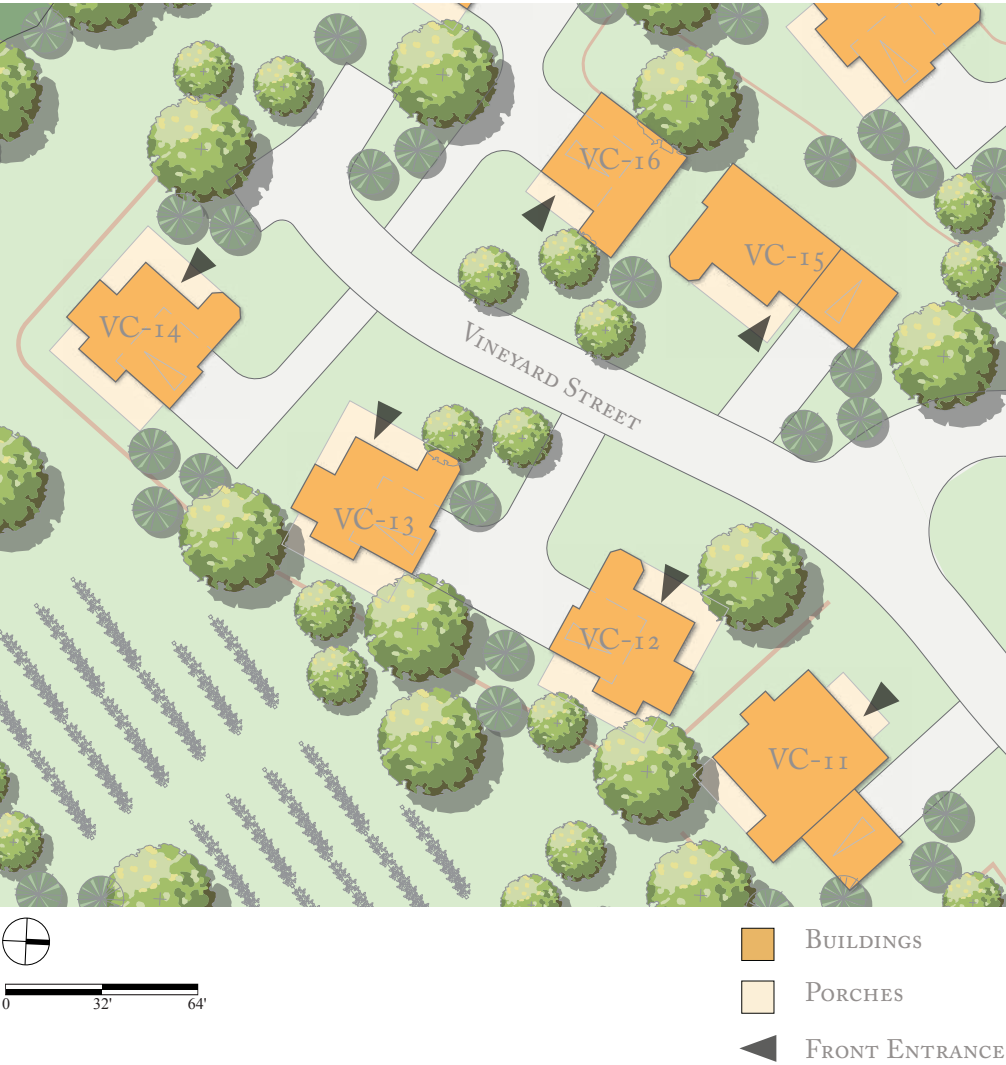 VC-16
VC-15
VC-14
Vineyard Street
VC-13
VC-12
VC-11
Buildings
Porches
Front Entrance
0 32' 64'